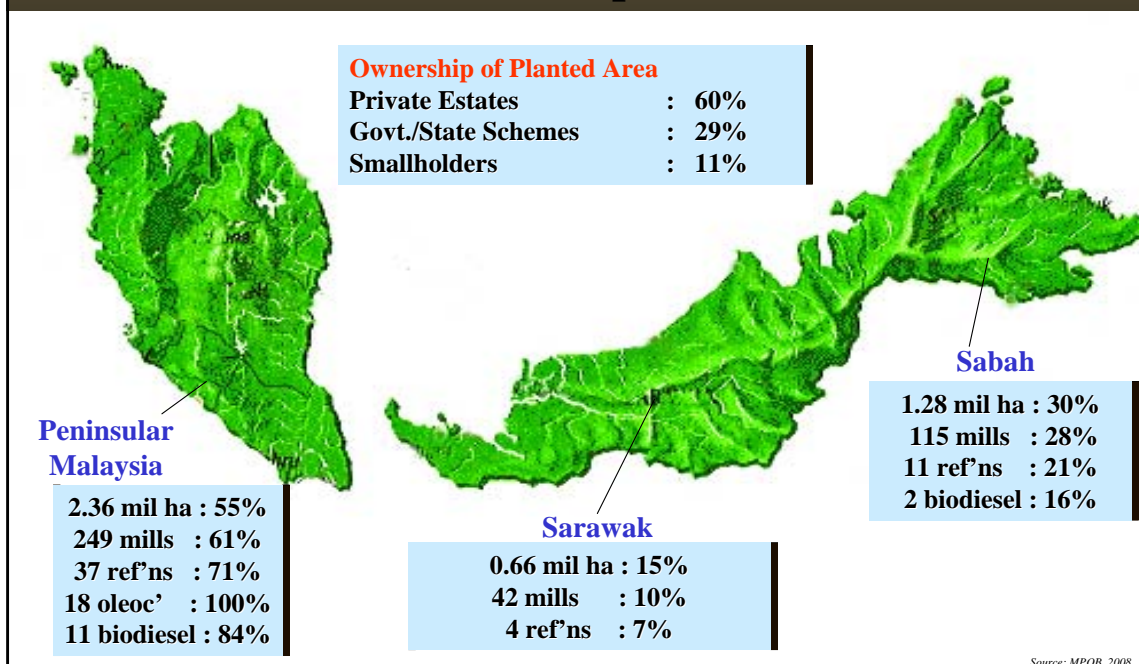 Ownership of Planted Area
Private Estates : 60%
Govt./State Schemes : 29%
Smallholders : 11%
Peninsular
Malaysia
2.36 mil ha : 55%
249 mills : 61%
37 ref'ns : 71%
18 oleoc' : 100%
11 biodiesel : 84%
Sarawak
0.66 mil ha : 15%
42 mills : 10%
4 ref'ns : 7%
Sabah
1.28 mil ha : 30%
115 mills : 28%
11 ref'ns : 21%
2 biodiesel : 16%
Source: MPOB, 2008